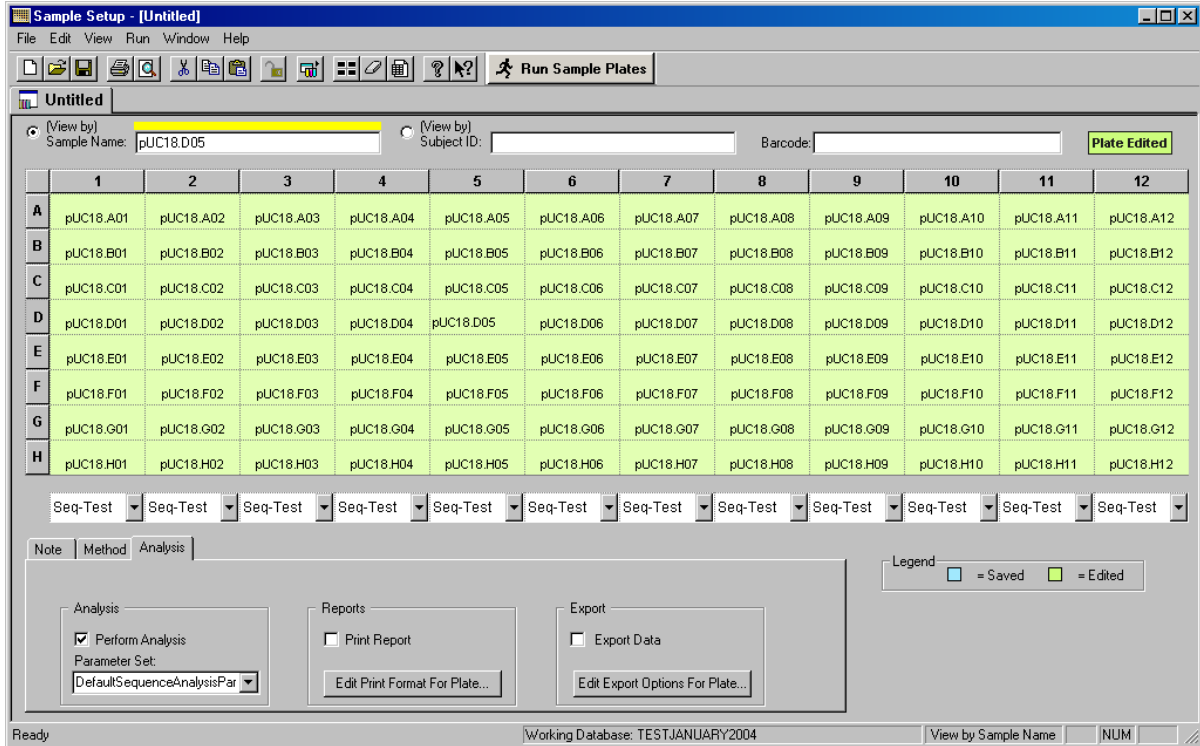 Sample Setup - [Untitled]
File Edit View Run Window Help
Run Sample Plates
Untitled
(View by) Sample Name: pUC18.D05 (View by) Subject ID: Barcode: Plate Edited
1 2 3 4 5 6 7 8 9 10 11 12
A pUC18.A01 pUC18.A02 pUC18.A03 pUC18.A04 pUC18.A05 pUC18.A06 pUC18.A07 pUC18.A08 pUC18.A09 pUC18.A10 pUC18.A11 pUC18.A12
B pUC18.B01 pUC18.B02 pUC18.B03 pUC18.B04 pUC18.B05 pUC18.B06 pUC18.B07 pUC18.B08 pUC18.B09 pUC18.B10 pUC18.B11 pUC18.B12
C pUC18.C01 pUC18.C02 pUC18.C03 pUC18.C04 pUC18.C05 pUC18.C06 pUC18.C07 pUC18.C08 pUC18.C09 pUC18.C10 pUC18.C11 pUC18.C12
D pUC18.D01 pUC18.D02 pUC18.D03 pUC18.D04 pUC18.D05 pUC18.D06 pUC18.D07 pUC18.D08 pUC18.D09 pUC18.D10 pUC18.D11 pUC18.D12
E pUC18.E01 pUC18.E02 pUC18.E03 pUC18.E04 pUC18.E05 pUC18.E06 pUC18.E07 pUC18.E08 pUC18.E09 pUC18.E10 pUC18.E11 pUC18.E12
F pUC18.F01 pUC18.F02 pUC18.F03 pUC18.F04 pUC18.F05 pUC18.F06 pUC18.F07 pUC18.F08 pUC18.F09 pUC18.F10 pUC18.F11 pUC18.F12
G pUC18.G01 pUC18.G02 pUC18.G03 pUC18.G04 pUC18.G05 pUC18.G06 pUC18.G07 pUC18.G08 pUC18.G09 pUC18.G10 pUC18.G11 pUC18.G12
H pUC18.H01 pUC18.H02 pUC18.H03 pUC18.H04 pUC18.H05 pUC18.H06 pUC18.H07 pUC18.H08 pUC18.H09 pUC18.H10 pUC18.H11 pUC18.H12
Seq-Test Seq-Test Seq-Test Seq-Test Seq-Test Seq-Test Seq-Test Seq-Test Seq-Test Seq-Test Seq-Test Seq-Test
Note Method Analysis
Legend = Saved = Edited
Analysis Reports Export
Perform Analysis Print Report Export Data
Parameter Set:
DefaultSequenceAnalysisPar Edit Print Format For Plate... Edit Export Options For Plate...
Ready Working Database: TESTJANUARY2004 View by Sample Name NUM